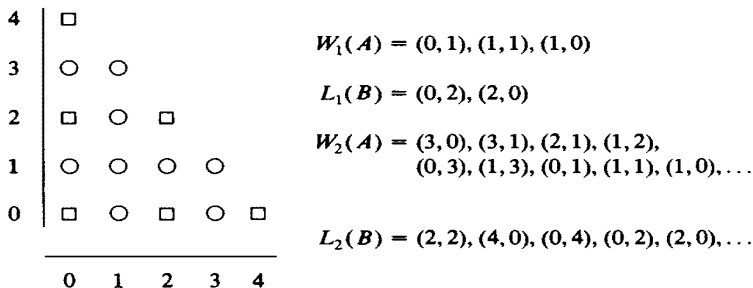 4
3
2
1
0
0 1 2 3 4
W₁(A) = (0, 1), (1, 1), (1, 0)
L₁(B) = (0, 2), (2, 0)
W₂(A) = (3, 0), (3, 1), (2, 1), (1, 2),
(0, 3), (1, 3), (0, 1), (1, 1), (1, 0), . . .
L₂(B) = (2, 2), (4, 0), (0, 4), (0, 2), (2, 0), . . .